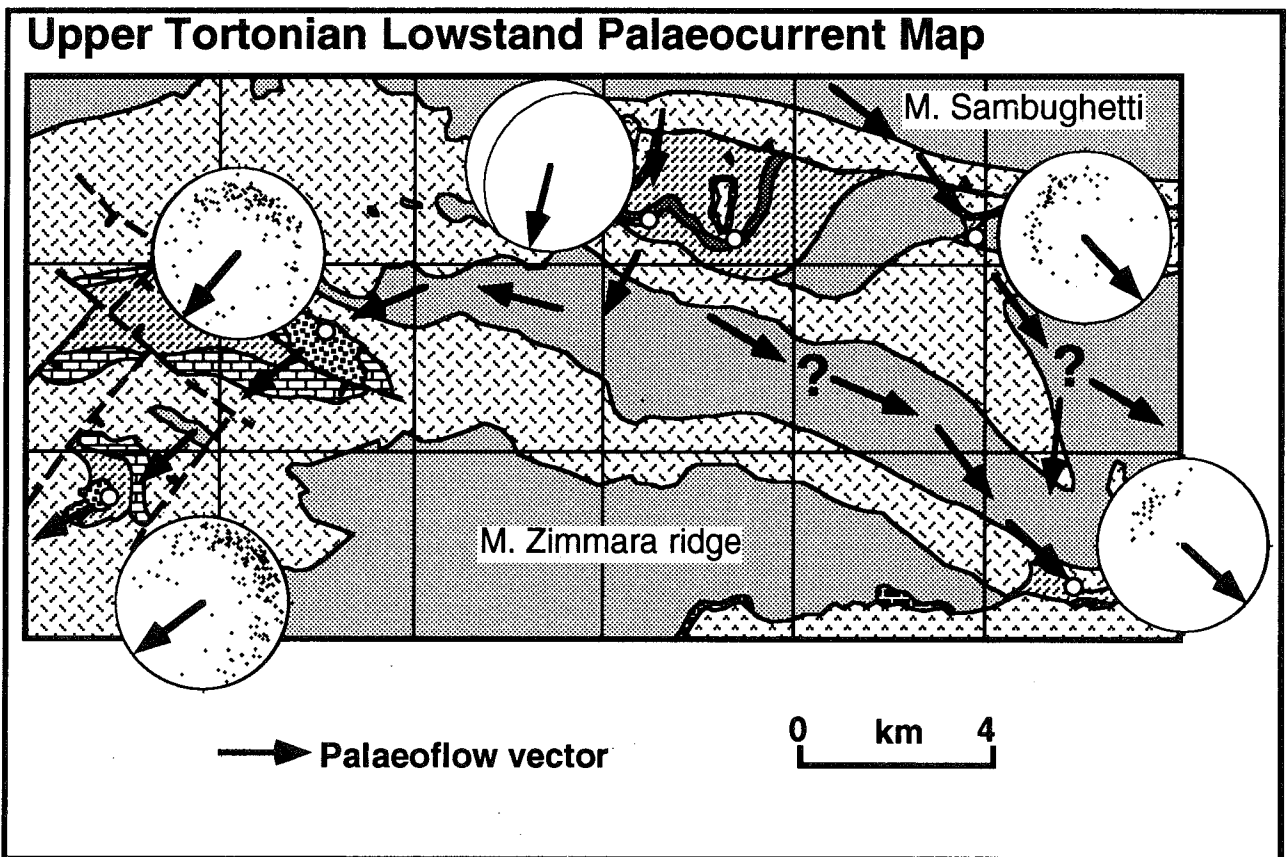 Upper Tortonian Lowstand Palaeocurrent Map
M. Sambughetti
?
?
M. Zimmara ridge
0 km 4
Palaeoflow vector